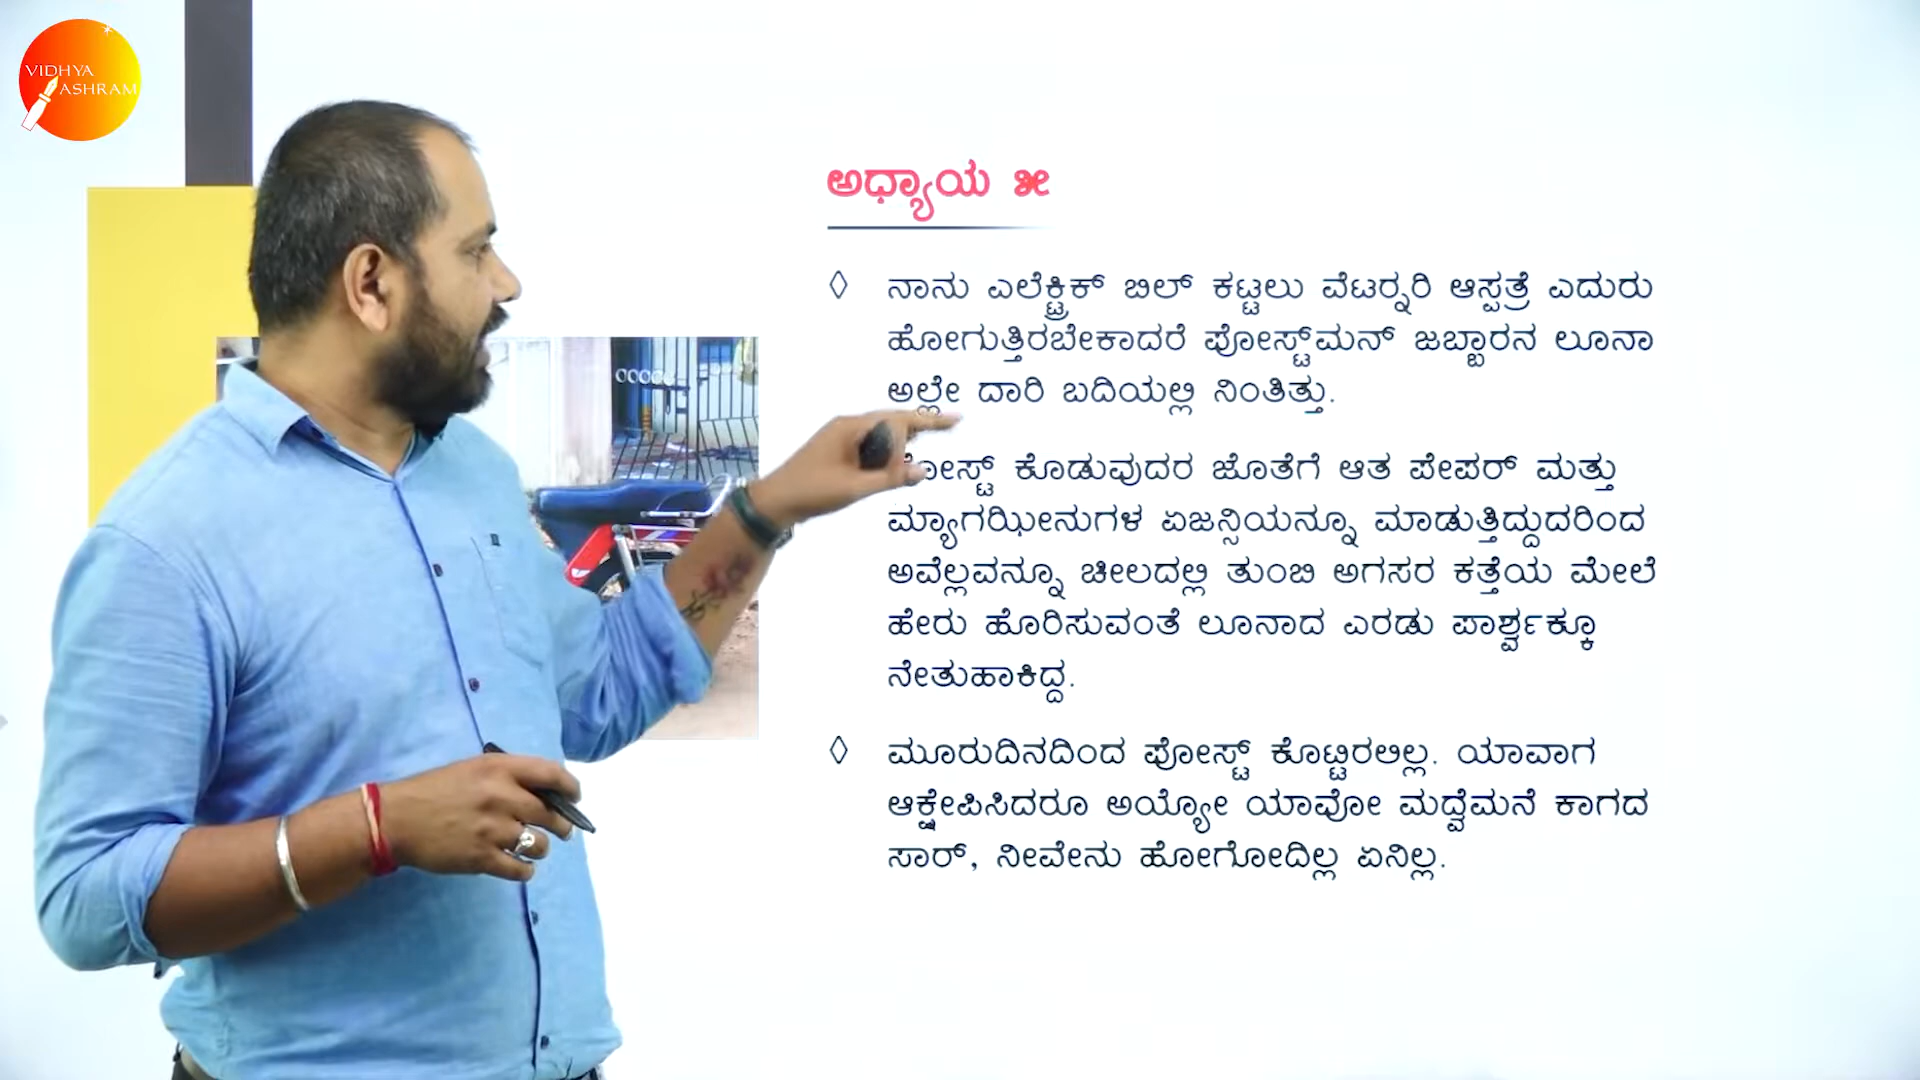 VIDHYA
ASHRAM
ಅಧ್ಯಾಯ ೫
◊ ನಾನು ಎಲೆಕ್ಟ್ರಿಕ್ ಬಿಲ್ ಕಟ್ಟಲು ವೆಟರ್‍ನರಿ ಆಸ್ಪತ್ರೆ ಎದುರು
ಹೋಗುತ್ತಿರಬೇಕಾದರೆ ಪೋಸ್ಟ್‌ಮನ್ ಜಬ್ಬಾರನ ಲೂನಾ
ಅಲ್ಲೇ ದಾರಿ ಬದಿಯಲ್ಲಿ ನಿಂತಿತ್ತು.
ಕೊಡುವುದರ ಜೊತೆಗೆ ಆತ ಪೇಪರ್ ಮತ್ತು
ಮ್ಯಾಗಝೀನುಗಳ ಏಜನ್ಸಿಯನ್ನೂ ಮಾಡುತ್ತಿದ್ದುದರಿಂದ
ಅವೆಲ್ಲವನ್ನೂ ಚೀಲದಲ್ಲಿ ತುಂಬಿ ಅಗಸರ ಕತ್ತೆಯ ಮೇಲೆ
ಹೇರು ಹೊರಿಸುವಂತೆ ಲೂನಾದ ಎರಡು ಪಾರ್ಶ್ವಕ್ಕೂ
ನೇತುಹಾಕಿದ್ದ.
◊ ಮೂರುದಿನದಿಂದ ಪೋಸ್ಟ್ ಕೊಟ್ಟಿರಲಿಲ್ಲ. ಯಾವಾಗ
ಆಕ್ಷೇಪಿಸಿದರೂ ಅಯ್ಯೋ ಯಾವೋ ಮದ್ವೆಮನೆ ಕಾಗದ
ಸಾರ್, ನೀವೇನು ಹೋಗೋದಿಲ್ಲ ಏನಿಲ್ಲ.